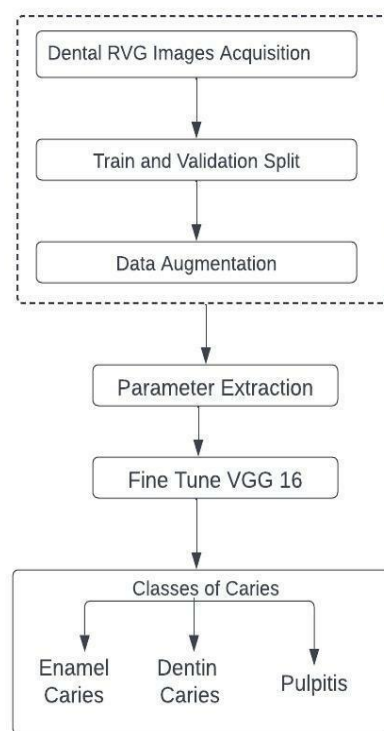 Dental RVG Images Acquisition
Train and Validation Split
Data Augmentation
Parameter Extraction
Fine Tune VGG 16
Classes of Caries
Enamel
Caries
Dentin
Caries
Pulpitis